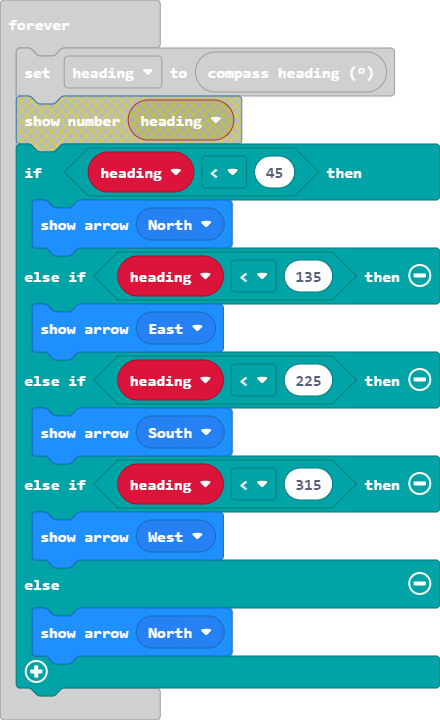 forever
set heading to compass heading (°)
show number heading
if heading < 45 then
show arrow North
else if heading < 135 then
show arrow East
else if heading < 225 then
show arrow South
else if heading < 315 then
show arrow West
else
show arrow North